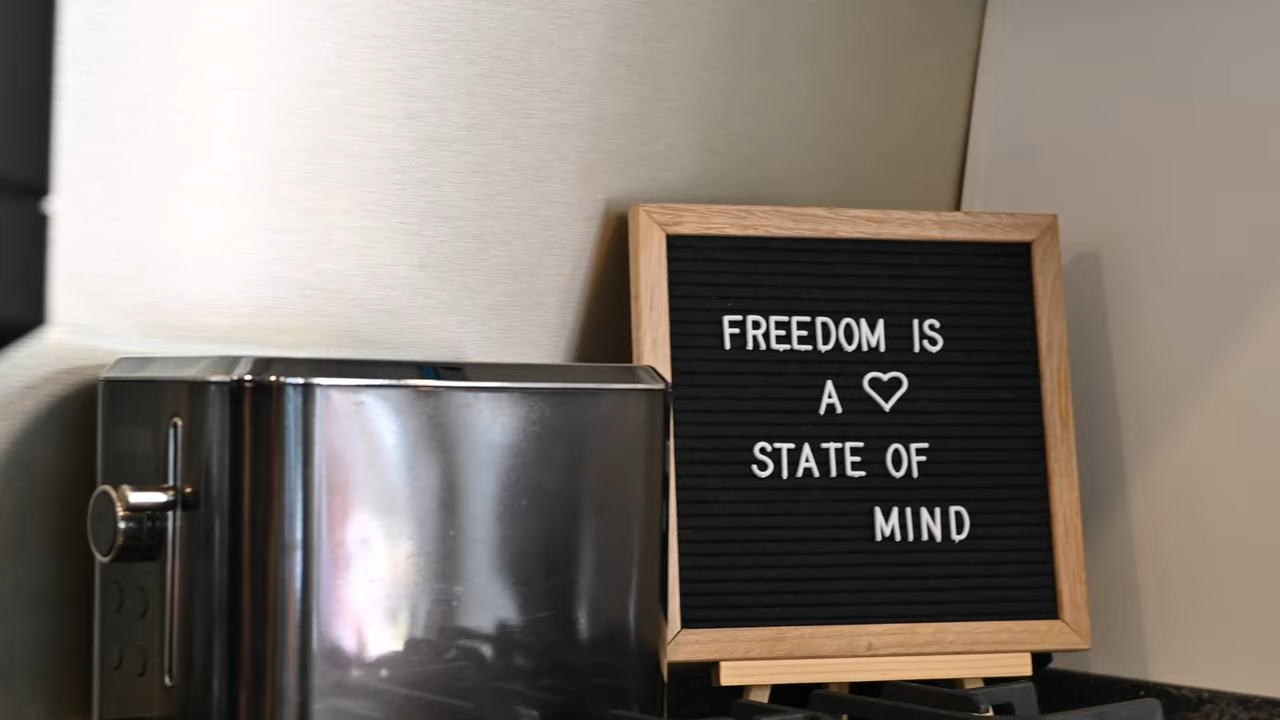 FREEDOM IS
A ♡
STATE OF
MIND